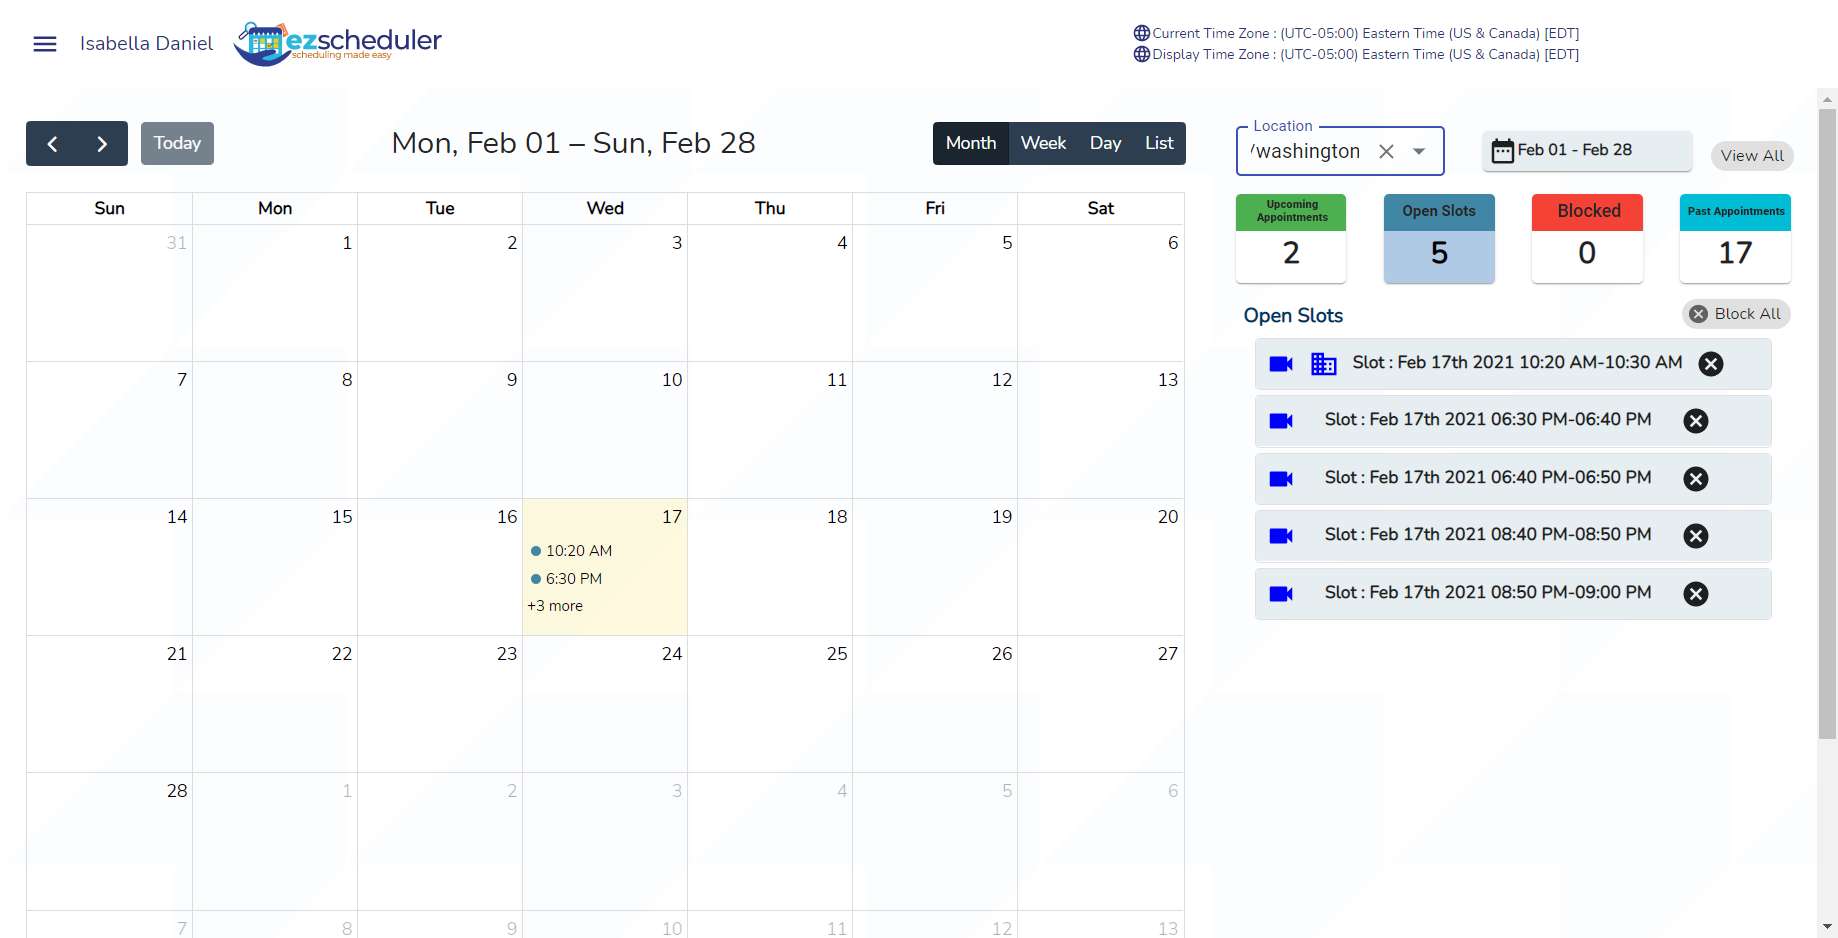 Isabella Daniel
ezscheduler
scheduling made easy
Current Time Zone : (UTC-05:00) Eastern Time (US & Canada) [EDT]
Display Time Zone : (UTC-05:00) Eastern Time (US & Canada) [EDT]
Today
Mon, Feb 01 – Sun, Feb 28
Month Week Day List
Sun Mon Tue Wed Thu Fri Sat
31 1 2 3 4 5 6
7 8 9 10 11 12 13
14 15 16 17 18 19 20
10:20 AM
6:30 PM
+3 more
21 22 23 24 25 26 27
28 1 2 3 4 5 6
7 8 9 10 11 12 13
Location
/washington
Feb 01 - Feb 28
View All
Upcoming
Appointments
2
Open Slots
5
Blocked
0
Past Appointments
17
Open Slots
Block All
Slot : Feb 17th 2021 10:20 AM-10:30 AM
Slot : Feb 17th 2021 06:30 PM-06:40 PM
Slot : Feb 17th 2021 06:40 PM-06:50 PM
Slot : Feb 17th 2021 08:40 PM-08:50 PM
Slot : Feb 17th 2021 08:50 PM-09:00 PM